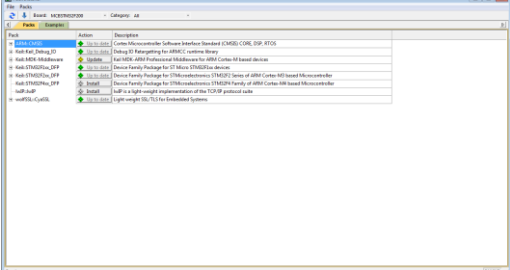 File Packs
Board: MCBSTM32F200 Category: All
Packs Examples
Pack Action Description
ARM::CMSIS Up to date Cortex Microcontroller Software Interface Standard (CMSIS) CORE, DSP, RTOS
Keil::Kail_Debug_IO Up to date Debug IO Retargetting for ARMCC runtime library
Keil::MDK-Middleware Update Keil MDK-ARM Professional Middleware for ARM Cortex-M based devices
Keil::STM32F1xx_DFP Up to date Device Family Package for ST Micro STM32F1xx devices
Keil::STM32F2xx_DFP Up to date Device Family Package for STMicroelectronics STM32F2 Series of ARM Cortex-M3 based Microcontroller
Keil::STM32F4xx_DFP Install Device Family Package for STMicroelectronics STM32F4 Family of ARM Cortex-M4 based Microcontroller
lwIP::lwIP Install lwIP is a light-weight implementation of the TCP/IP protocol suite
wolfSSL::CyaSSL Up to date Light weight SSL/TLS for Embedded Systems